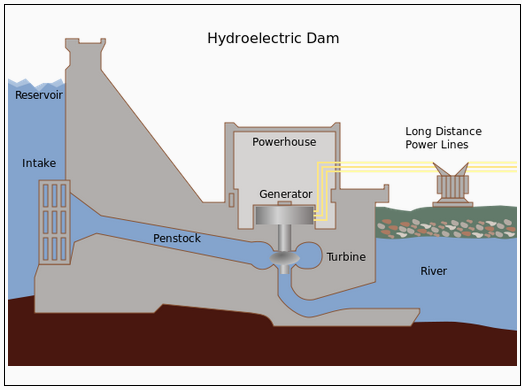 Hydroelectric Dam
Reservoir
Intake
Penstock
Powerhouse
Generator
Turbine
Long Distance
Power Lines
River